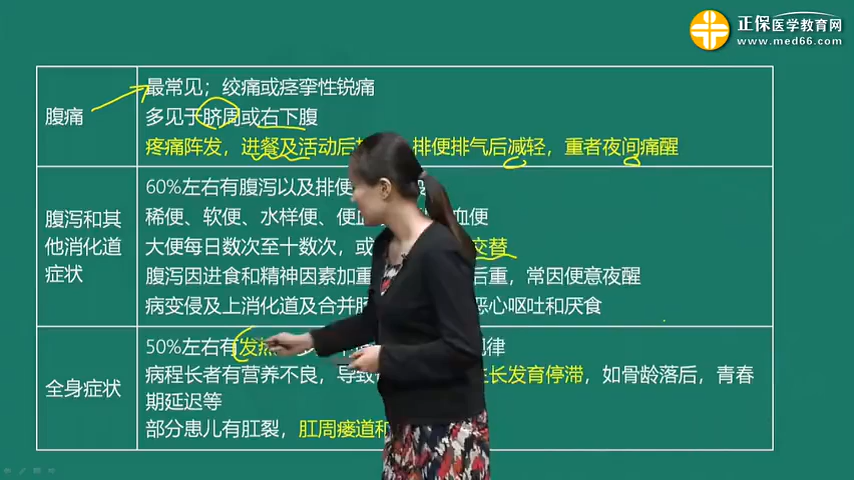 正保医学教育网
www.med66.com
腹痛
最常见；绞痛或痉挛性锐痛
多见于脐周或右下腹
疼痛阵发，进餐及活动后 排便排气后减轻，重者夜间痛醒
腹泻和其他消化道症状
60%左右有腹泻以及排便
稀便、软便、水样便、便血 血便
大便每日数次至十数次，或 交替
腹泻因进食和精神因素加重 后重，常因便意夜醒
病变侵及上消化道及合并 恶心呕吐和厌食
全身症状
50%左右有发热 规律
病程长者有营养不良，导致 生长发育停滞，如骨龄落后，青春
期延迟等
部分患儿有肛裂，肛周瘘道和